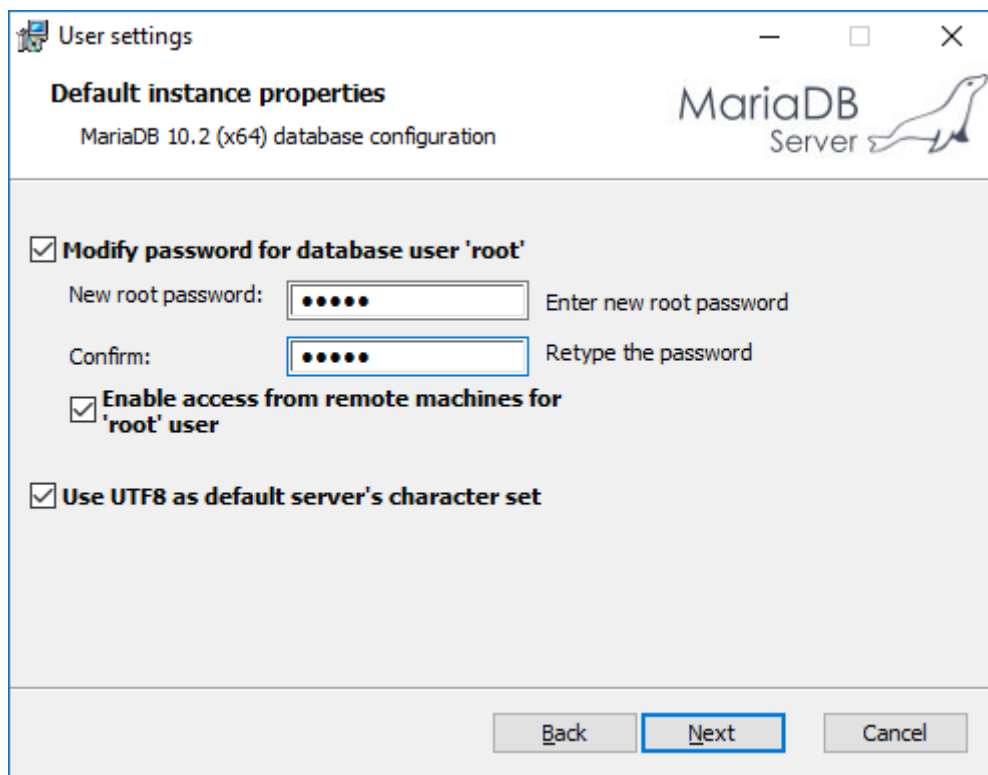 User settings
Default instance properties
MariaDB 10.2 (x64) database configuration
MariaDB
Server
Modify password for database user 'root'
New root password: ●●●●● Enter new root password
Confirm: ●●●●● Retype the password
Enable access from remote machines for
'root' user
Use UTF8 as default server's character set
Back Next Cancel